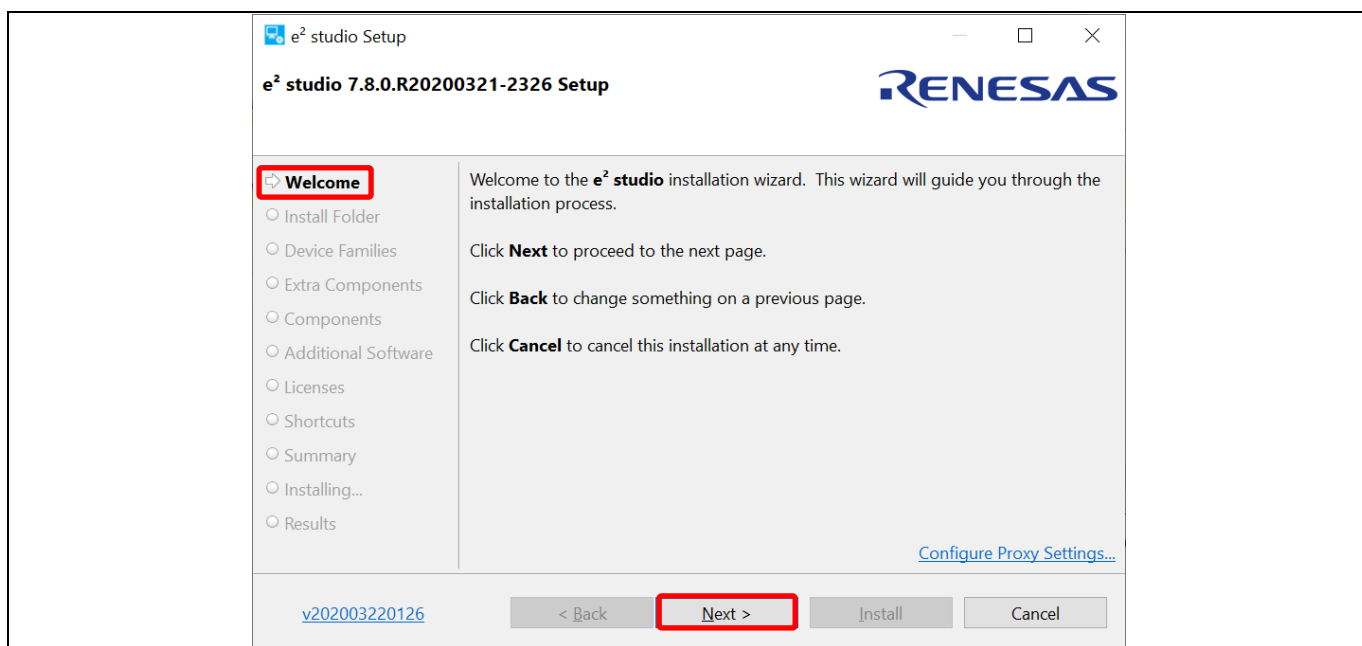 e² studio Setup
e² studio 7.8.0.R20200321-2326 Setup
RENESAS
Welcome
Install Folder
Device Families
Extra Components
Components
Additional Software
Licenses
Shortcuts
Summary
Installing...
Results
Welcome to the e² studio installation wizard. This wizard will guide you through the
installation process.
Click Next to proceed to the next page.
Click Back to change something on a previous page.
Click Cancel to cancel this installation at any time.
Configure Proxy Settings...
v202003220126
< Back
Next >
Install
Cancel